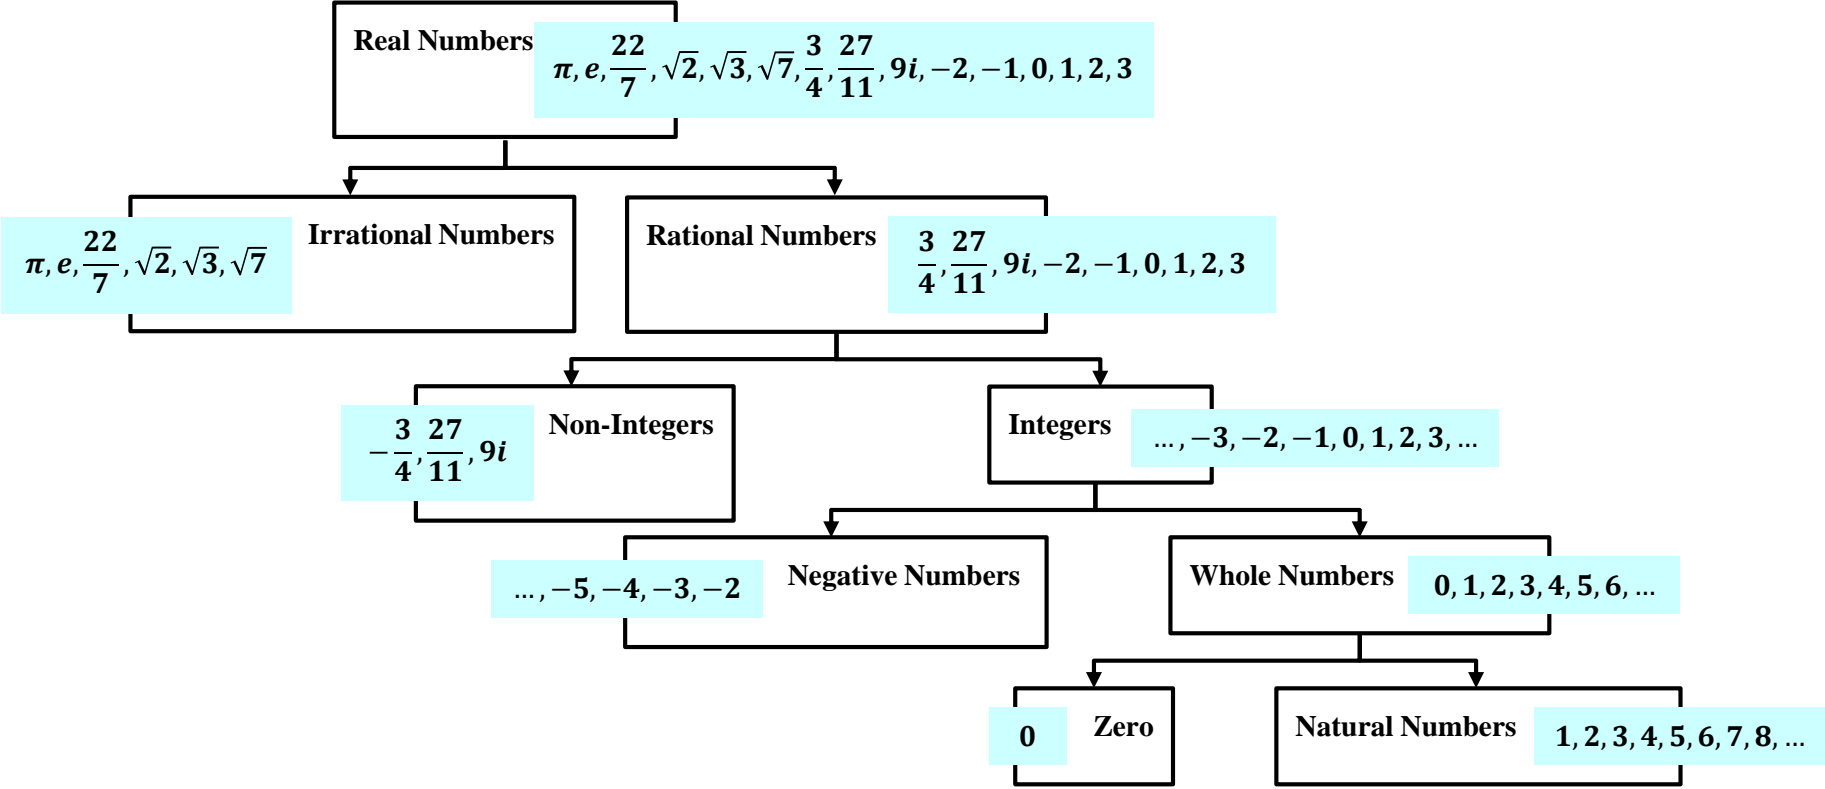 Real Numbers
π, e, 22/7, √2, √3, √7, 3/4, 27/11, 9i, −2, −1, 0, 1, 2, 3
π, e, 22/7, √2, √3, √7
Irrational Numbers
Rational Numbers
3/4, 27/11, 9i, −2, −1, 0, 1, 2, 3
−3/4, 27/11, 9i
Non-Integers
Integers
…, −3, −2, −1, 0, 1, 2, 3, …
…, −5, −4, −3, −2
Negative Numbers
Whole Numbers
0, 1, 2, 3, 4, 5, 6, …
0
Zero
Natural Numbers
1, 2, 3, 4, 5, 6, 7, 8, …